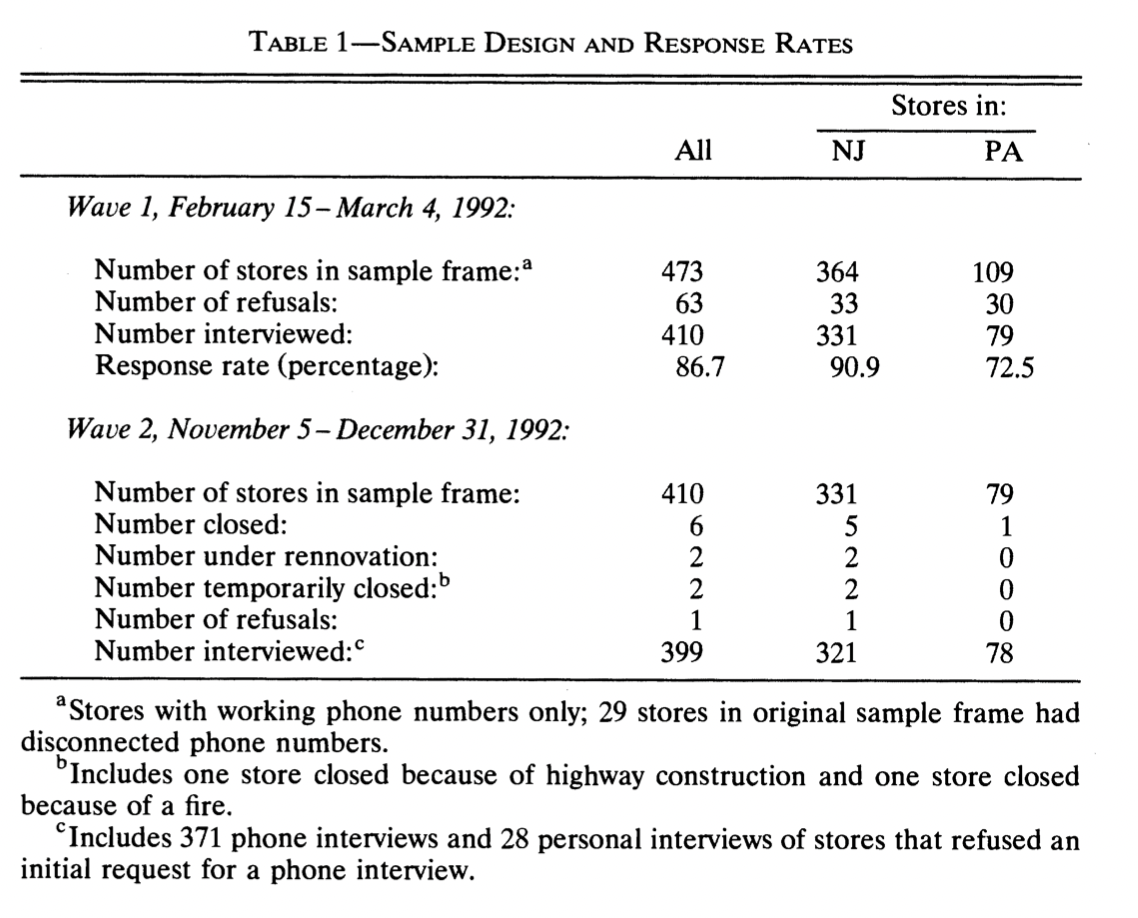 TABLE 1—SAMPLE DESIGN AND RESPONSE RATES
Stores in:
All NJ PA
Wave 1, February 15–March 4, 1992:
Number of stores in sample frame:a 473 364 109
Number of refusals: 63 33 30
Number interviewed: 410 331 79
Response rate (percentage): 86.7 90.9 72.5
Wave 2, November 5–December 31, 1992:
Number of stores in sample frame: 410 331 79
Number closed: 6 5 1
Number under rennovation: 2 2 0
Number temporarily closed:b 2 2 0
Number of refusals: 1 1 0
Number interviewed:c 399 321 78
aStores with working phone numbers only; 29 stores in original sample frame had
disconnected phone numbers.
bIncludes one store closed because of highway construction and one store closed
because of a fire.
cIncludes 371 phone interviews and 28 personal interviews of stores that refused an
initial request for a phone interview.